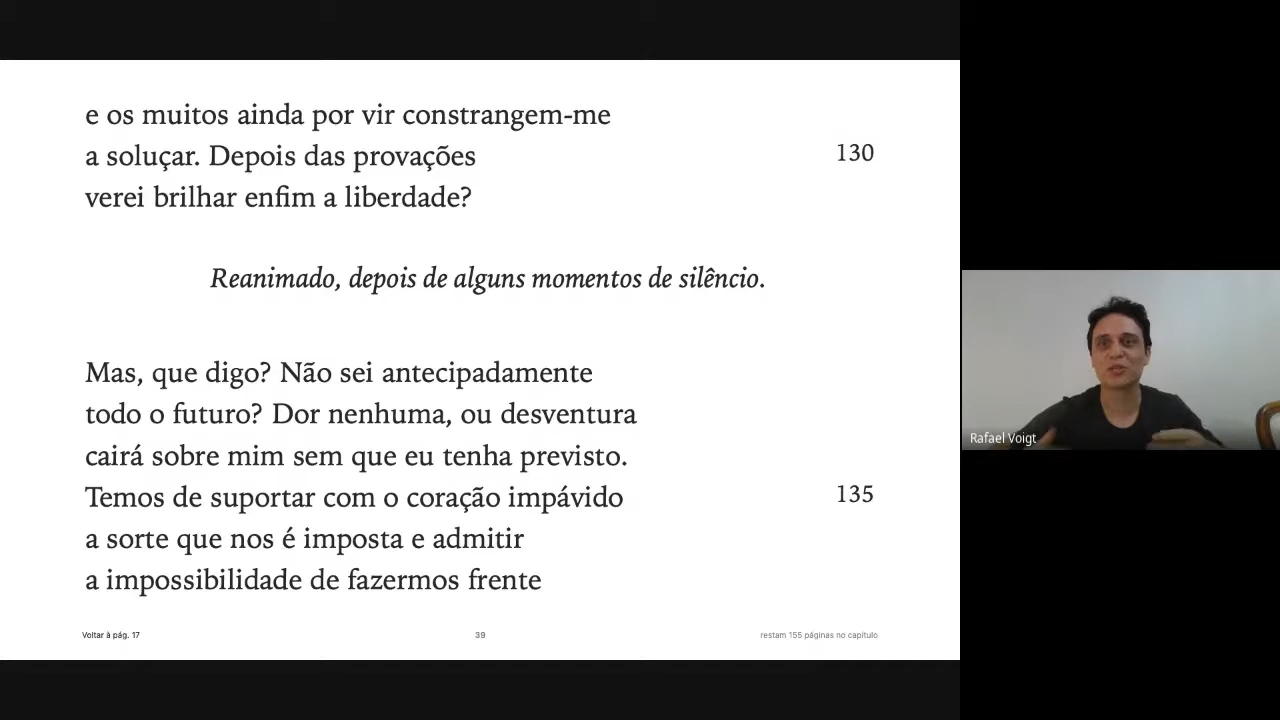 e os muitos ainda por vir constrangem-me
a soluçar. Depois das provações 130
verei brilhar enfim a liberdade?
Reanimado, depois de alguns momentos de silêncio.
Mas, que digo? Não sei antecipadamente
todo o futuro? Dor nenhuma, ou desventura
cairá sobre mim sem que eu tenha previsto.
Temos de suportar com o coração impávido 135
a sorte que nos é imposta e admitir
a impossibilidade de fazermos frente
Voltar à pág. 17 39 restam 155 páginas no capítulo
Rafael Voigt